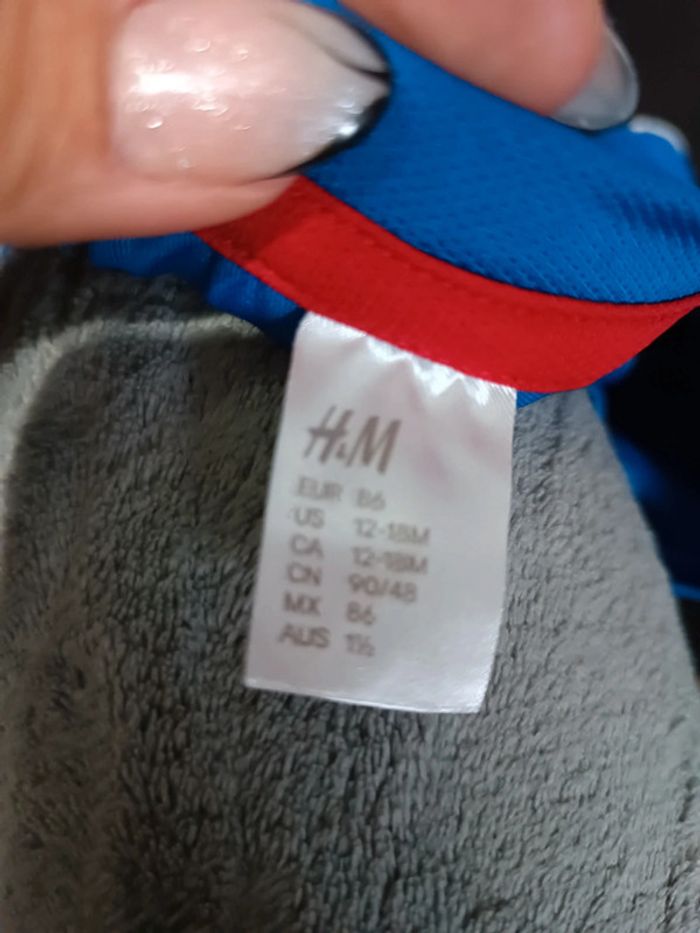 H&M
EUR 86
US 12-18M
CA 12-18M
CN 90/48
MX 86
AUS 1½